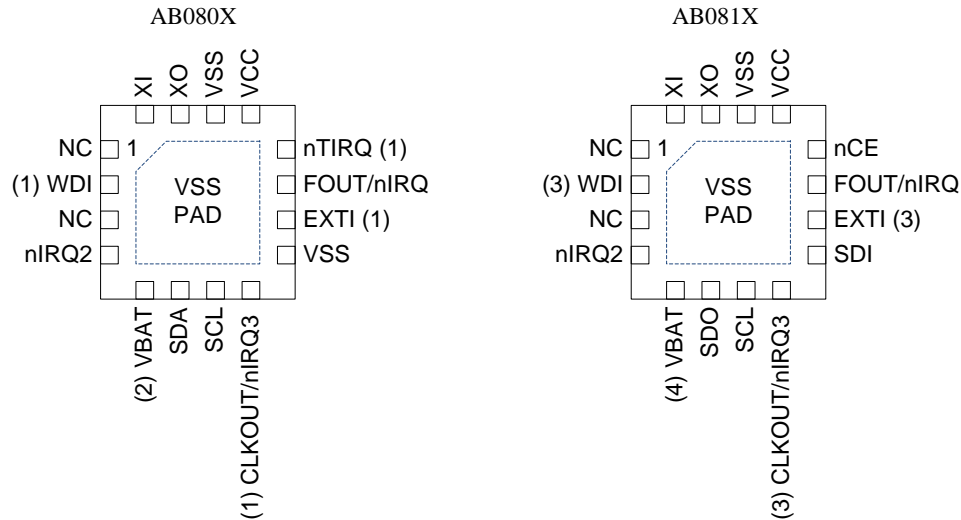 AB080X
XI
XO
VSS
VCC
NC
1
nTIRQ (1)
(1) WDI
FOUT/nIRQ
NC
EXTI (1)
nIRQ2
VSS
VSS
PAD
(2) VBAT
SDA
SCL
(1) CLKOUT/nIRQ3
AB081X
XI
XO
VSS
VCC
NC
1
nCE
(3) WDI
FOUT/nIRQ
NC
EXTI (3)
nIRQ2
SDI
VSS
PAD
(4) VBAT
SDO
SCL
(3) CLKOUT/nIRQ3